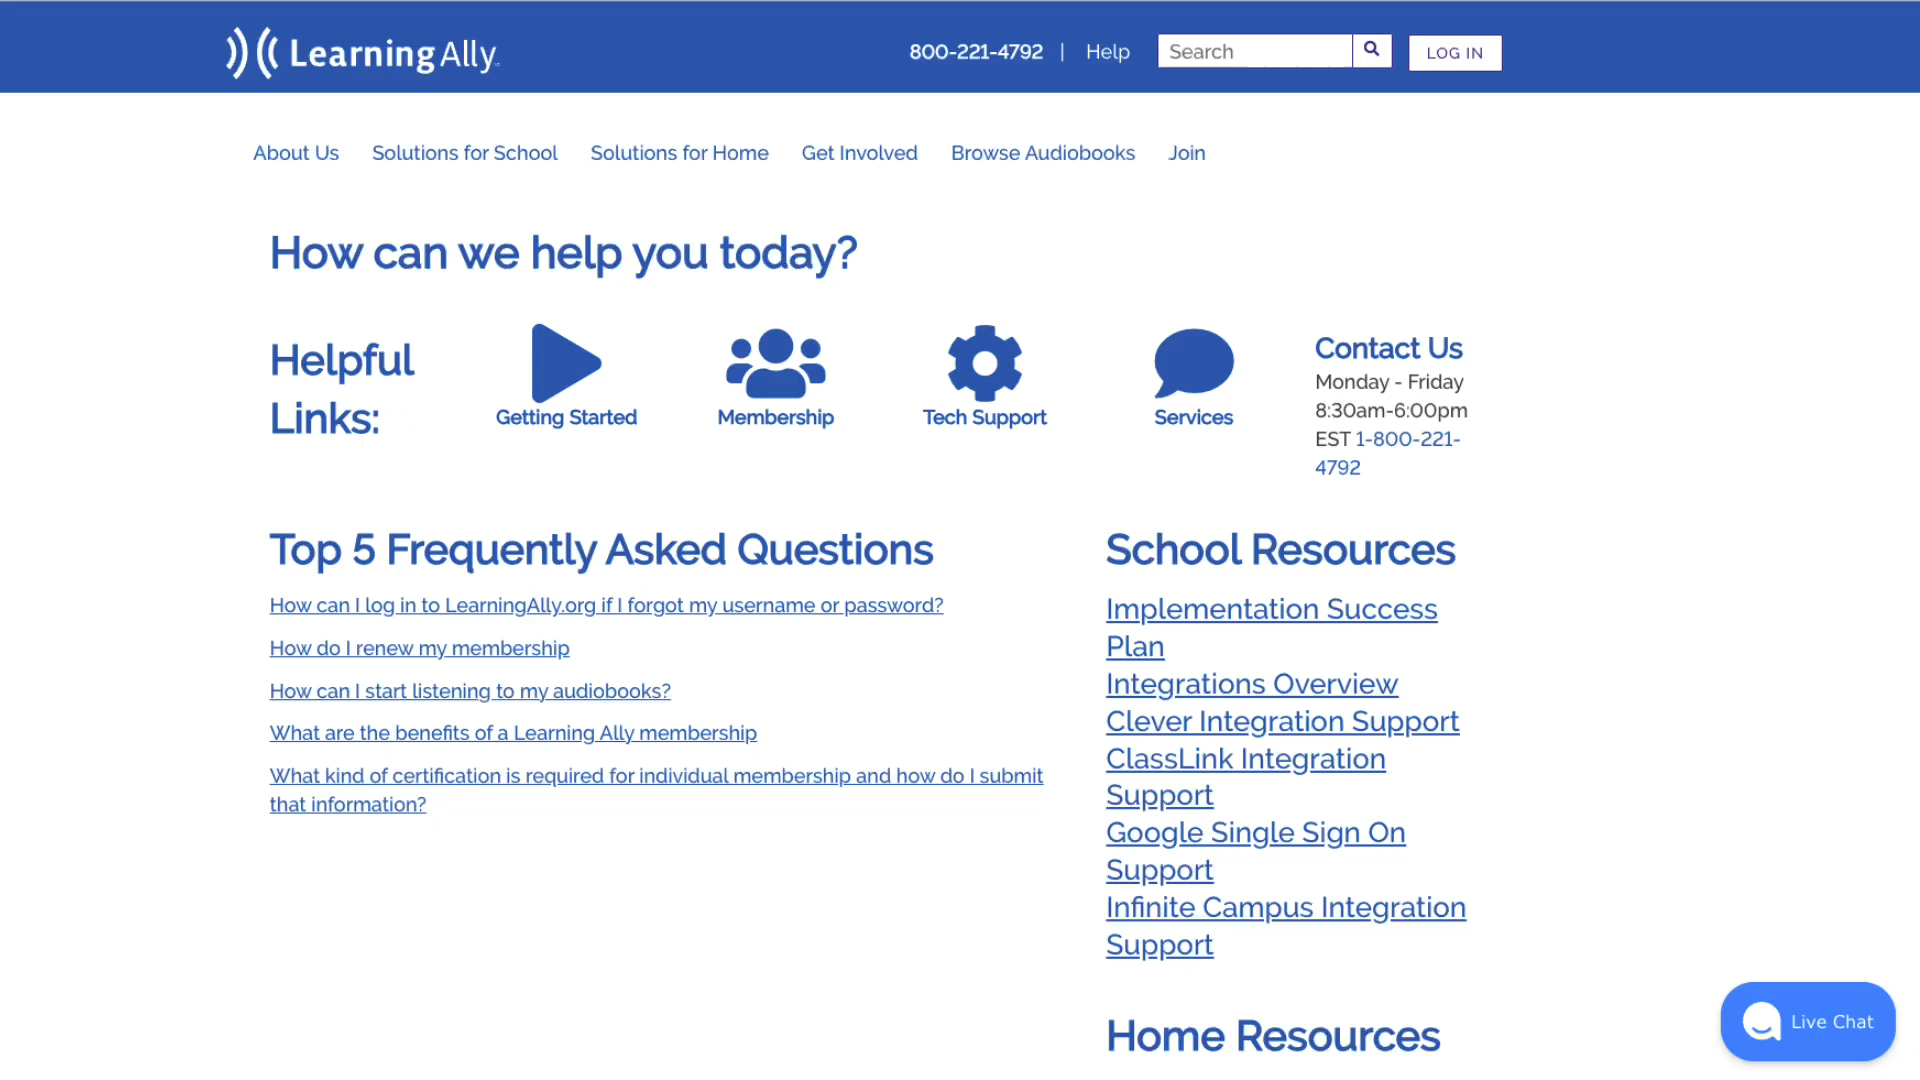 Learning Ally
800-221-4792 | Help
Search
LOG IN
About Us Solutions for School Solutions for Home Get Involved Browse Audiobooks Join
How can we help you today?
Helpful
Links:
Getting Started
Membership
Tech Support
Services
Contact Us
Monday - Friday
8:30am-6:00pm
EST 1-800-221-
4792
Top 5 Frequently Asked Questions
How can I log in to LearningAlly.org if I forgot my username or password?
How do I renew my membership
How can I start listening to my audiobooks?
What are the benefits of a Learning Ally membership
What kind of certification is required for individual membership and how do I submit
that information?
School Resources
Implementation Success
Plan
Integrations Overview
Clever Integration Support
ClassLink Integration
Support
Google Single Sign On
Support
Infinite Campus Integration
Support
Home Resources
Live Chat